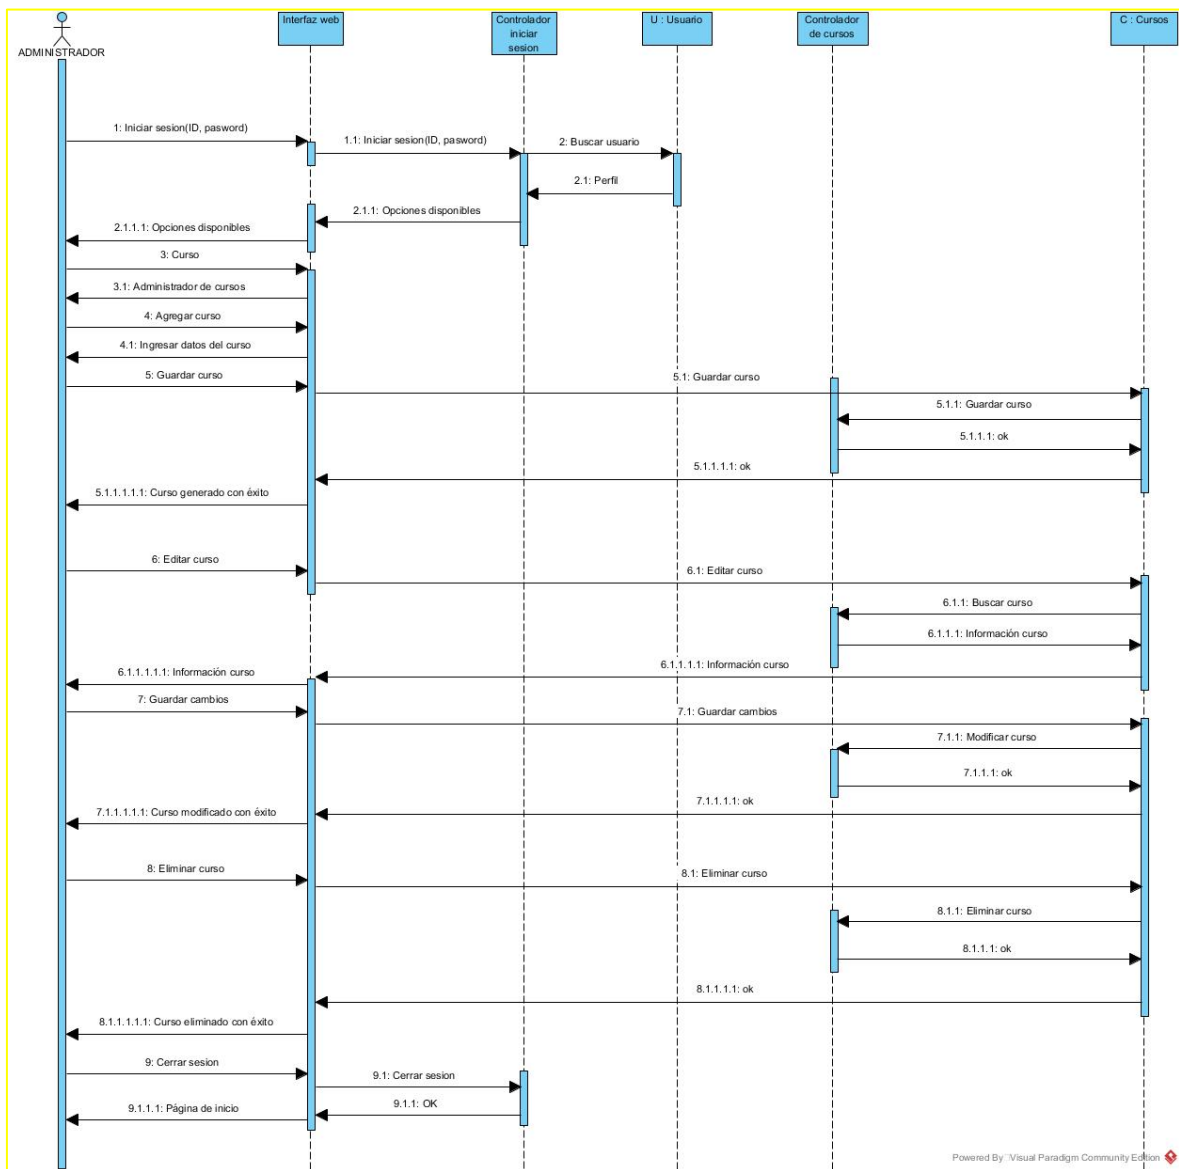 Interfaz web
Controlador
iniciar
sesion
U : Usuario
Controlador
de cursos
C : Cursos
ADMINISTRADOR
1: Iniciar sesion(ID, pasword)
1.1: Iniciar sesion(ID, pasword)
2: Buscar usuario
2.1: Perfil
2.1.1: Opciones disponibles
2.1.1.1: Opciones disponibles
3: Curso
3.1: Administrador de cursos
4: Agregar curso
4.1: Ingresar datos del curso
5: Guardar curso
5.1: Guardar curso
5.1.1: Guardar curso
5.1.1.1: ok
5.1.1.1.1: ok
5.1.1.1.1.1: Curso generado con éxito
6: Editar curso
6.1: Editar curso
6.1.1: Buscar curso
6.1.1.1: Información curso
6.1.1.1.1: Información curso
6.1.1.1.1.1: Información curso
7: Guardar cambios
7.1: Guardar cambios
7.1.1: Modificar curso
7.1.1.1: ok
7.1.1.1.1: ok
7.1.1.1.1.1: Curso modificado con éxito
8: Eliminar curso
8.1: Eliminar curso
8.1.1: Eliminar curso
8.1.1.1: ok
8.1.1.1.1: ok
8.1.1.1.1.1: Curso eliminado con éxito
9: Cerrar sesion
9.1: Cerrar sesion
9.1.1: OK
9.1.1.1: Página de inicio
Powered By Visual Paradigm Community Edition